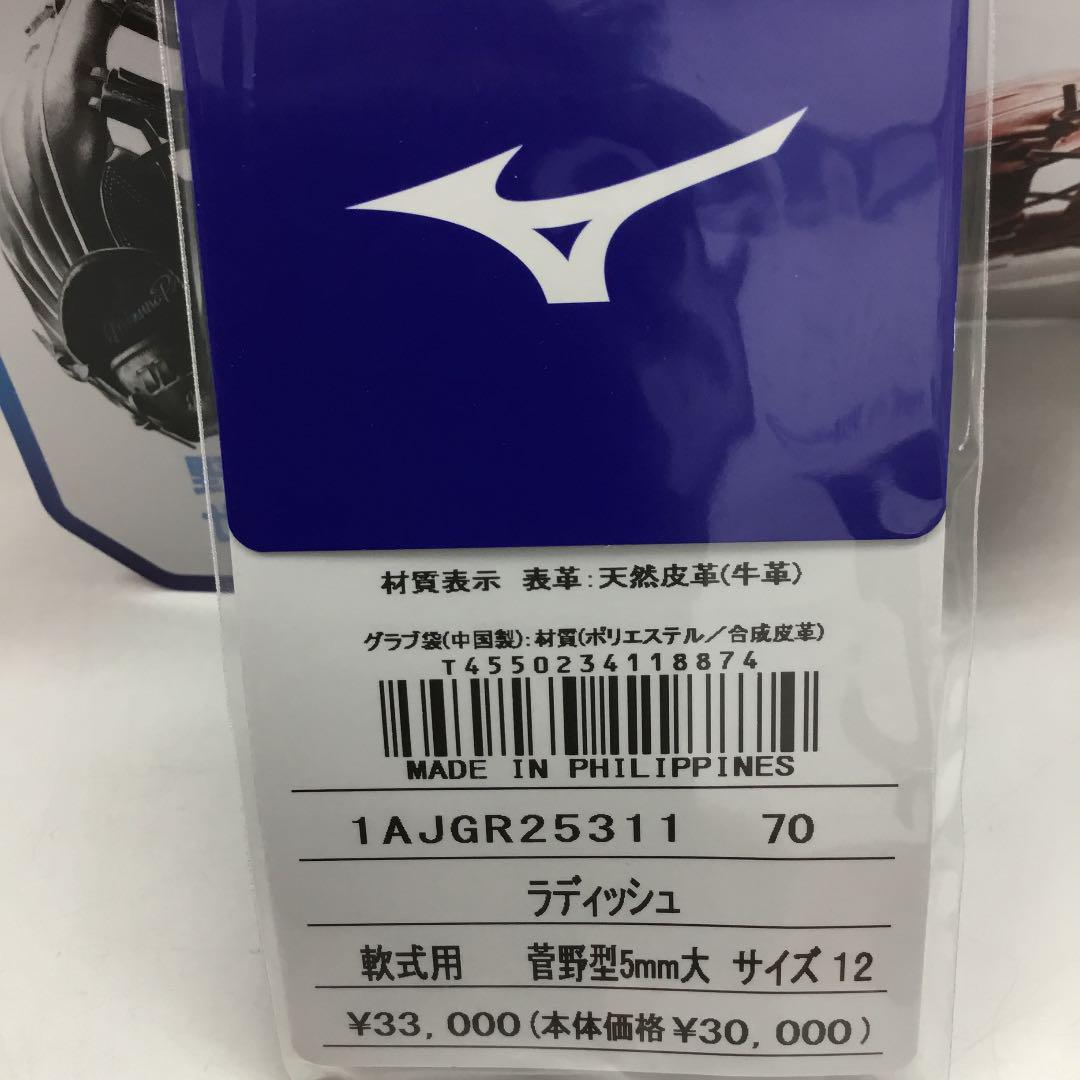 材質表示 表革:天然皮革(牛革)
グラブ袋(中国製):材質(ポリエステル/合成皮革)
T4550234118874
MADE IN PHILIPPINES
1AJGR25311 70
ラディッシュ
軟式用 菅野型5mm大 サイズ12
¥33,000(本体価格¥30,000)